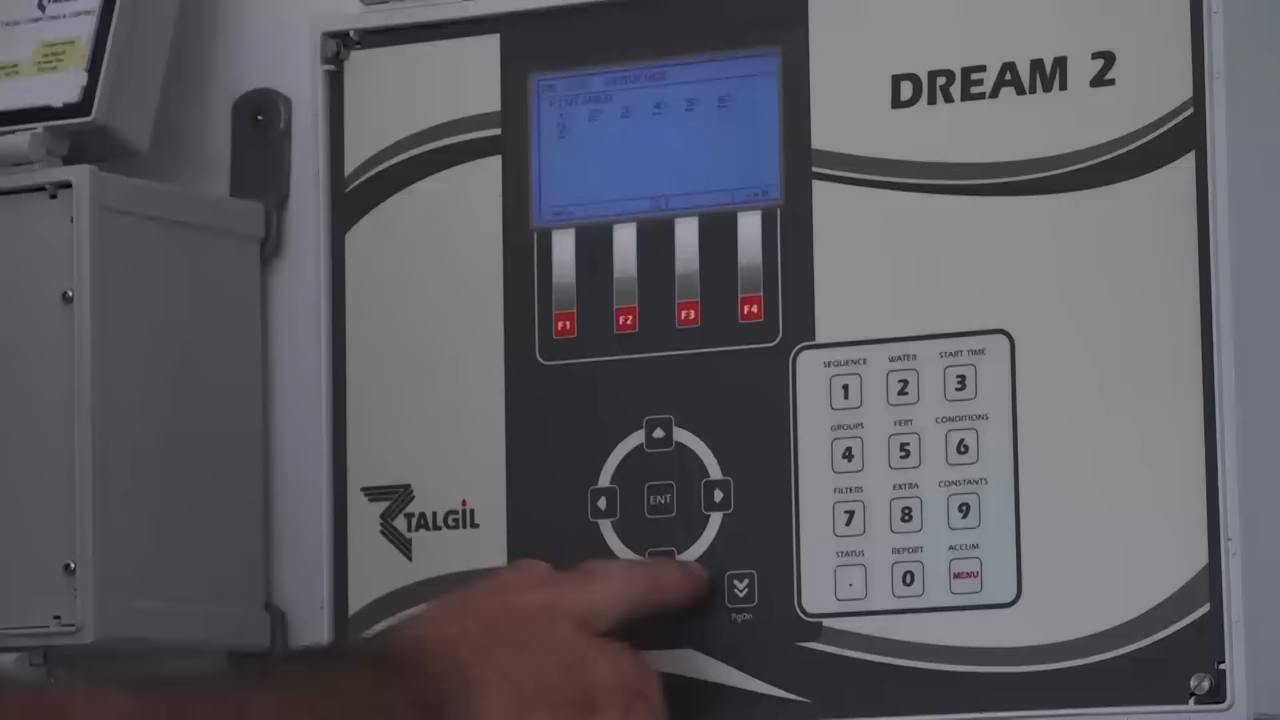 DREAM 2
F1
F2
F3
F4
SEQUENCE
WATER
START TIME
1
2
3
GROUPS
FERT
CONDITIONS
4
5
6
ENT
FILTERS
EXTRA
CONSTANTS
7
8
9
TALGIL
STATUS
REPORT
ACCUM
.
0
MENU
PgDn